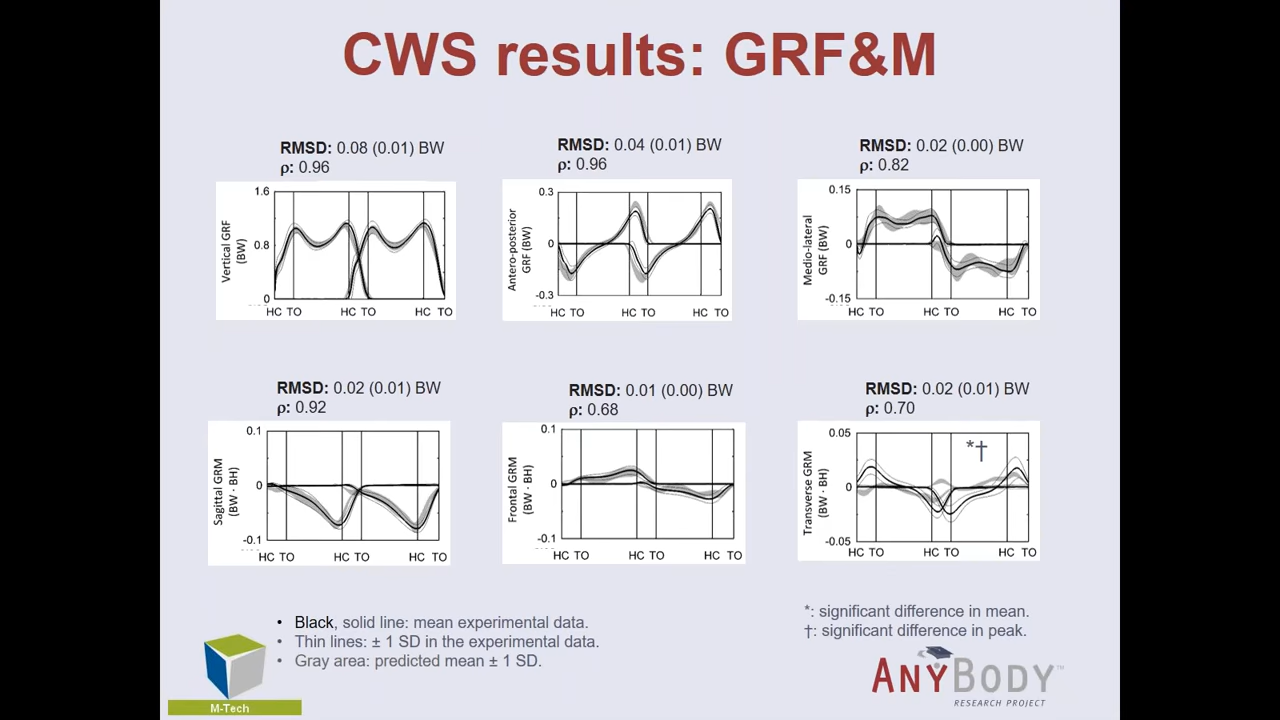 CWS results: GRF&M
RMSD: 0.08 (0.01) BW
ρ: 0.96
1.6
0.8
0
Vertical GRF
(BW)
HC TO HC TO HC TO
RMSD: 0.04 (0.01) BW
ρ: 0.96
0.3
0
-0.3
Antero-posterior
GRF (BW)
HC TO HC TO HC TO
RMSD: 0.02 (0.00) BW
ρ: 0.82
0.15
0
-0.15
Medio-lateral
GRF (BW)
HC TO HC TO HC TO
RMSD: 0.02 (0.01) BW
ρ: 0.92
0.1
0
-0.1
Sagittal GRM
(BW · BH)
HC TO HC TO HC TO
RMSD: 0.01 (0.00) BW
ρ: 0.68
0.1
0
-0.1
Frontal GRM
(BW · BH)
HC TO HC TO HC TO
RMSD: 0.02 (0.01) BW
ρ: 0.70
0.05
0
-0.05
*†
Transverse GRM
(BW · BH)
HC TO HC TO HC TO
• Black, solid line: mean experimental data.
• Thin lines: ± 1 SD in the experimental data.
• Gray area: predicted mean ± 1 SD.
*: significant difference in mean.
†: significant difference in peak.
M-Tech
ANYBODY™
RESEARCH PROJECT